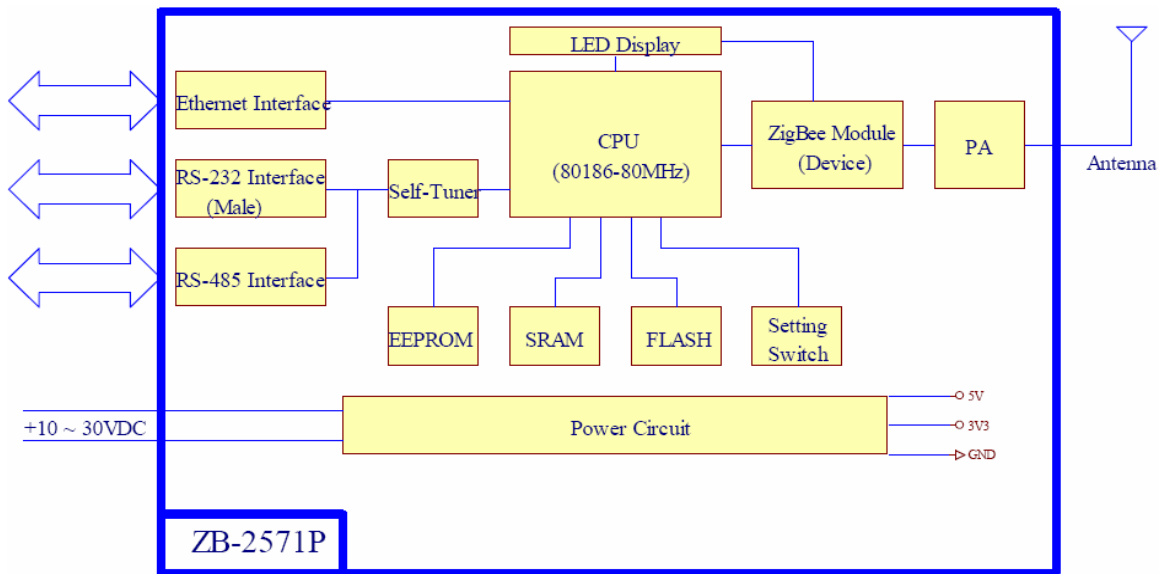 LED Display
Ethernet Interface
CPU
(80186-80MHz)
ZigBee Module
(Device)
PA
Antenna
RS-232 Interface
(Male)
Self-Tuner
RS-485 Interface
EEPROM
SRAM
FLASH
Setting
Switch
+10 ~ 30VDC
Power Circuit
5V
3V3
GND
ZB-2571P